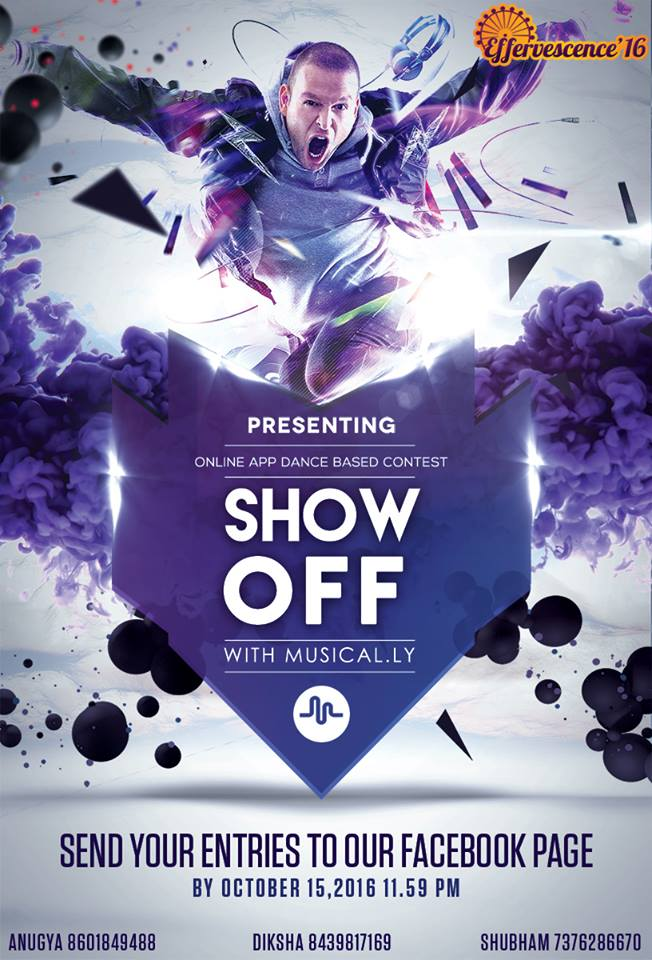 Effervescence'16
PRESENTING
ONLINE APP DANCE BASED CONTEST
SHOW
OFF
WITH MUSICAL.LY
SEND YOUR ENTRIES TO OUR FACEBOOK PAGE
BY OCTOBER 15,2016 11.59 PM
ANUGYA 8601849488 DIKSHA 8439817169 SHUBHAM 7376286670